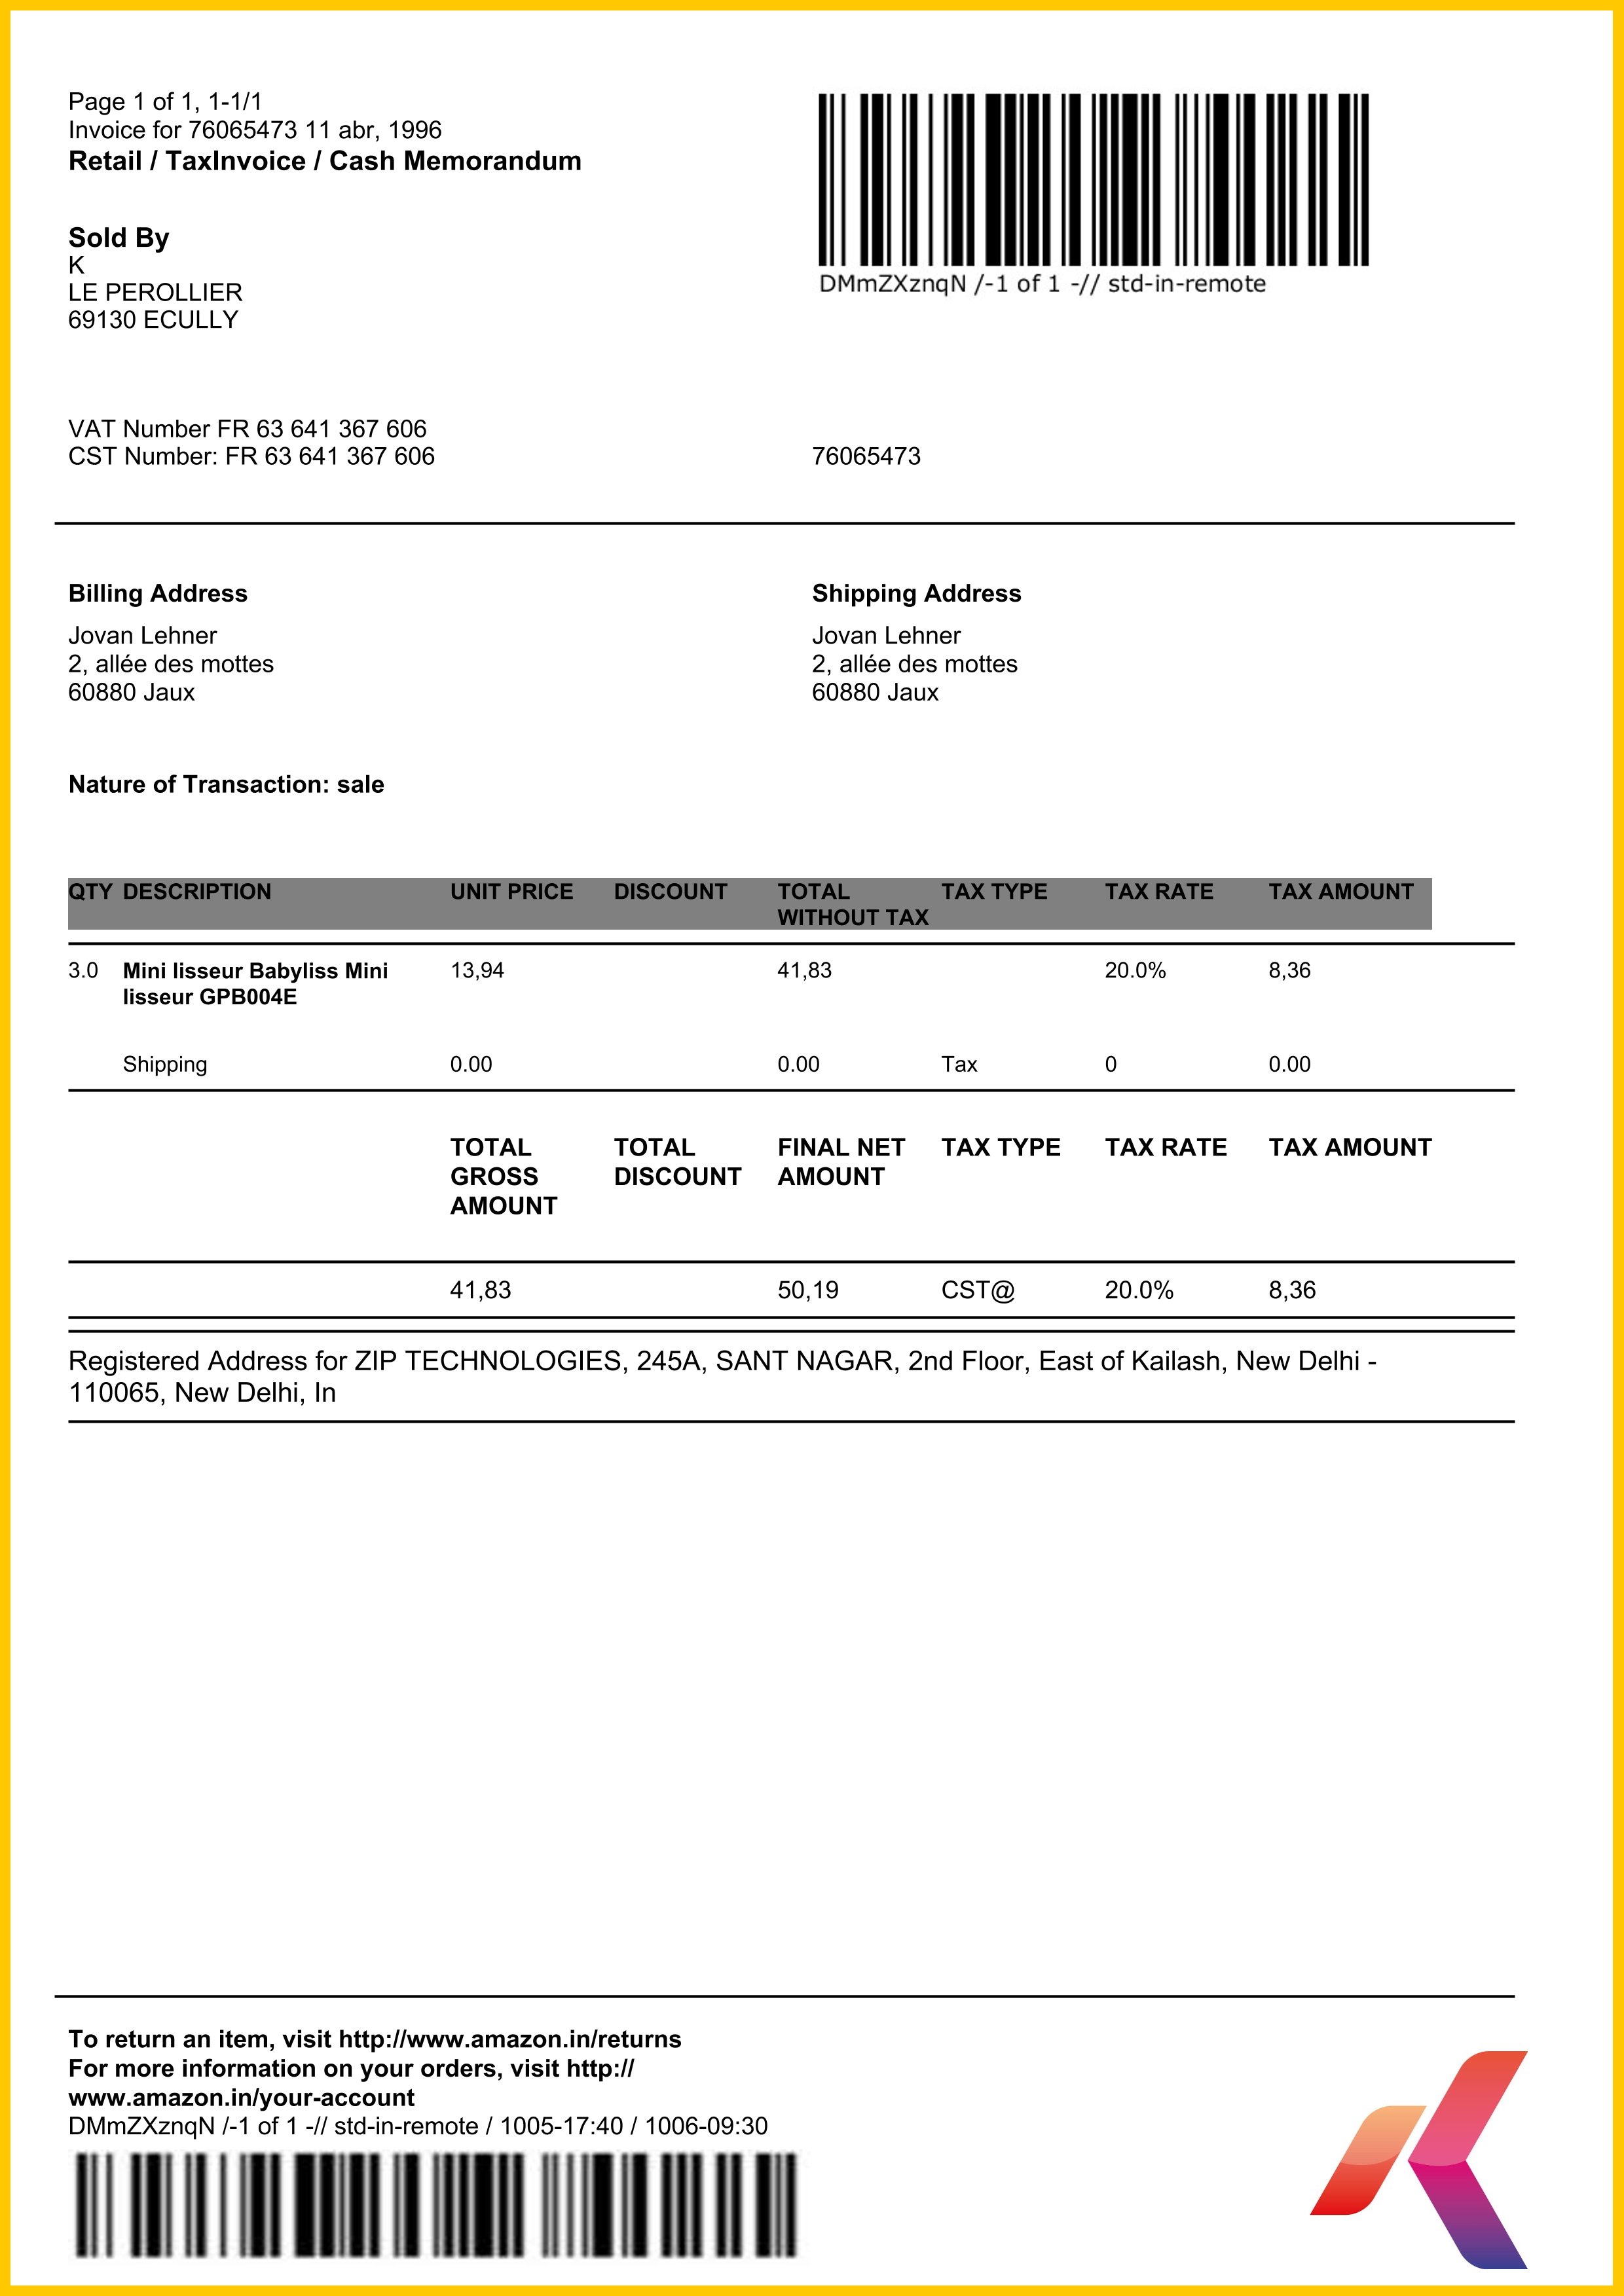 Page 1 of 1, 1-1/1
Invoice for 76065473 11 abr, 1996
Retail / TaxInvoice / Cash Memorandum
DMmZXznqN /-1 of 1 -// std-in-remote
Sold By
K
LE PEROLLIER
69130 ECULLY
VAT Number FR 63 641 367 606
CST Number: FR 63 641 367 606
76065473
Billing Address
Jovan Lehner
2, allée des mottes
60880 Jaux
Shipping Address
Jovan Lehner
2, allée des mottes
60880 Jaux
Nature of Transaction: sale
QTY DESCRIPTION UNIT PRICE DISCOUNT TOTAL WITHOUT TAX TAX TYPE TAX RATE TAX AMOUNT
3.0 Mini lisseur Babyliss Mini 13,94 41,83 20.0% 8,36
lisseur GPB004E
Shipping 0.00 0.00 Tax 0 0.00
TOTAL GROSS AMOUNT TOTAL DISCOUNT FINAL NET AMOUNT TAX TYPE TAX RATE TAX AMOUNT
41,83 50,19 CST@ 20.0% 8,36
Registered Address for ZIP TECHNOLOGIES, 245A, SANT NAGAR, 2nd Floor, East of Kailash, New Delhi -
110065, New Delhi, In
To return an item, visit http://www.amazon.in/returns
For more information on your orders, visit http://
www.amazon.in/your-account
DMmZXznqN /-1 of 1 -// std-in-remote / 1005-17:40 / 1006-09:30